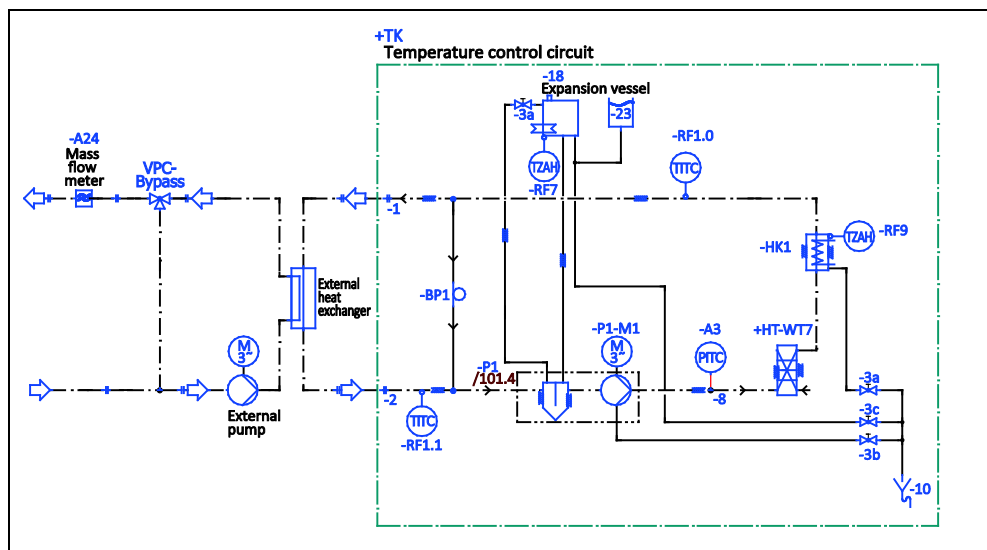 +TK
Temperature control circuit
-18
Expansion vessel
-3a
-23
TZAH
-RF7
-RF1.0
TITC
-A24
Mass
flow
meter
VPC-
Bypass
-1
-HK1
TZAH
-RF9
External
heat
exchanger
-BP1
M
3~
External
pump
-2
TITC
-RF1.1
-P1
/101.4
-P1-M1
M
3~
-A3
PITC
-8
+HT-WT7
-3a
-3c
-3b
-10